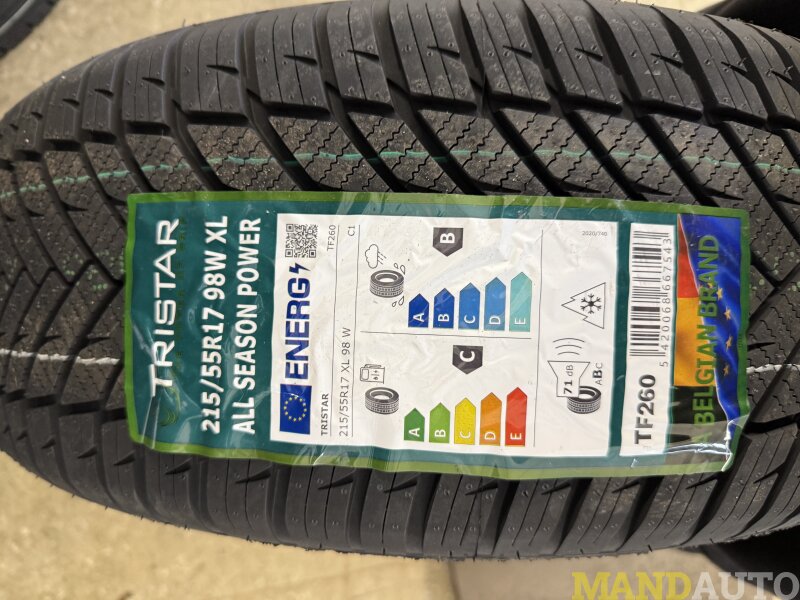 TRISTAR
215/55R17 98W XL
ALL SEASON POWER
ENERG
TRISTAR
TF260
215/55R17 XL 98 W
C1
B
A
B
C
D
E
C
A
B
C
D
E
2020/740
71 dB
ABC
5420068667543
TF260
A BELGTAN BRAND
MANDAUTO